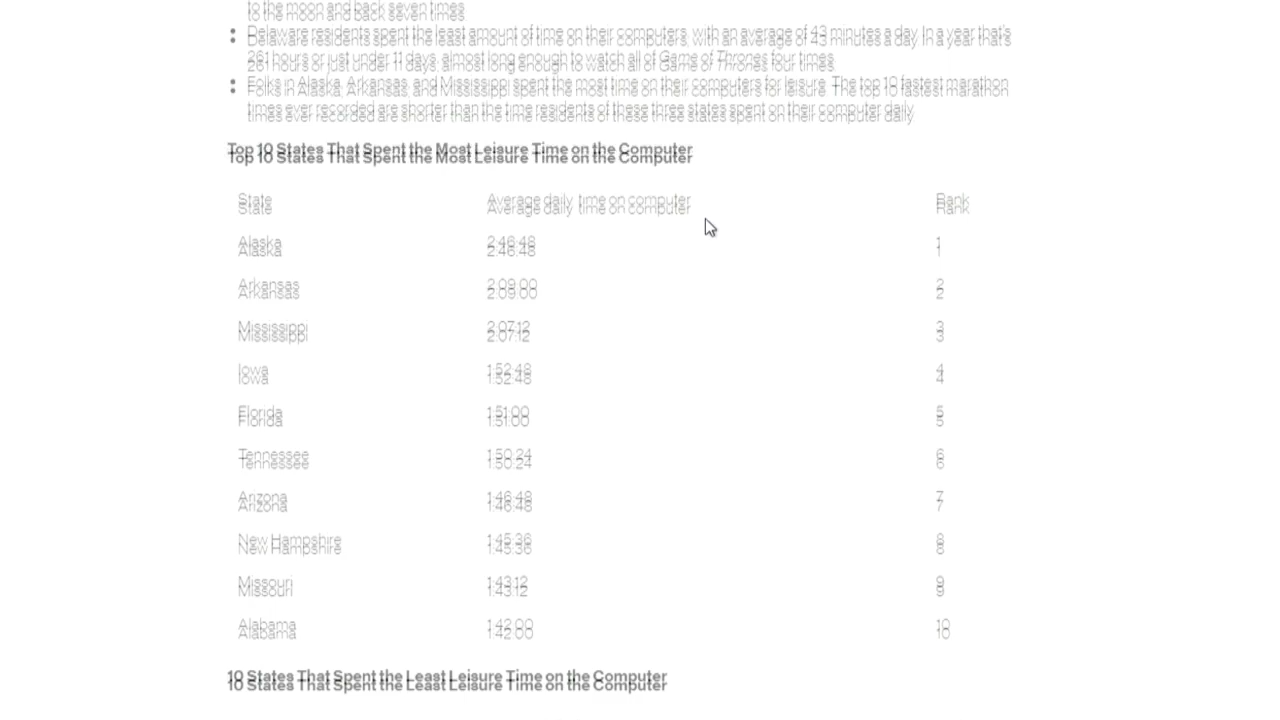 to the moon and back seven times.
• Delaware residents spent the least amount of time on their computers, with an average of 43 minutes a day. In a year that's
261 hours or just under 11 days, almost long enough to watch all of Game of Thrones four times.
• Folks in Alaska, Arkansas, and Mississippi spent the most time on their computers for leisure. The top 10 fastest marathon
times ever recorded are shorter than the time residents of these three states spent on their computer daily.
Top 10 States That Spent the Most Leisure Time on the Computer
State Average daily time on computer Rank
Alaska 2:46:48 1
Arkansas 2:09:00 2
Mississippi 2:07:12 3
Iowa 1:52:48 4
Florida 1:51:00 5
Tennessee 1:50:24 6
Arizona 1:46:48 7
New Hampshire 1:45:36 8
Missouri 1:43:12 9
Alabama 1:42:00 10
10 States That Spent the Least Leisure Time on the Computer